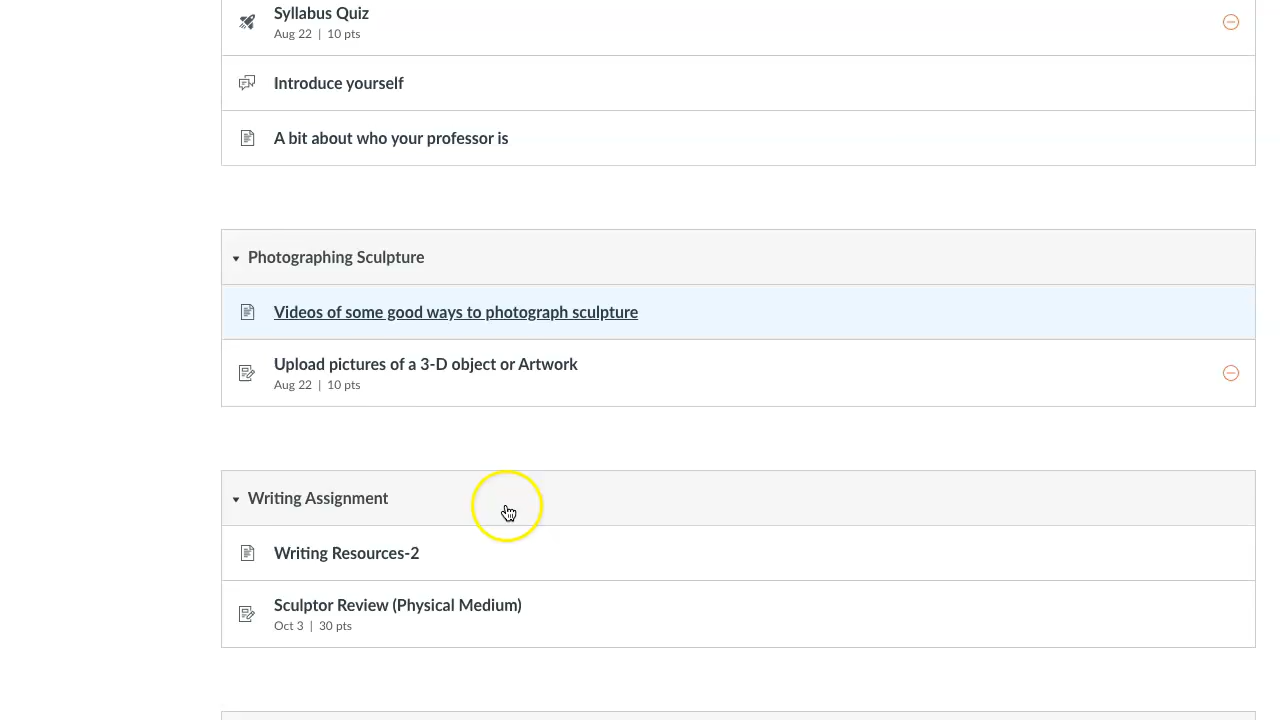 Syllabus Quiz
Aug 22 | 10 pts
Introduce yourself
A bit about who your professor is
Photographing Sculpture
Videos of some good ways to photograph sculpture
Upload pictures of a 3-D object or Artwork
Aug 22 | 10 pts
Writing Assignment
Writing Resources-2
Sculptor Review (Physical Medium)
Oct 3 | 30 pts